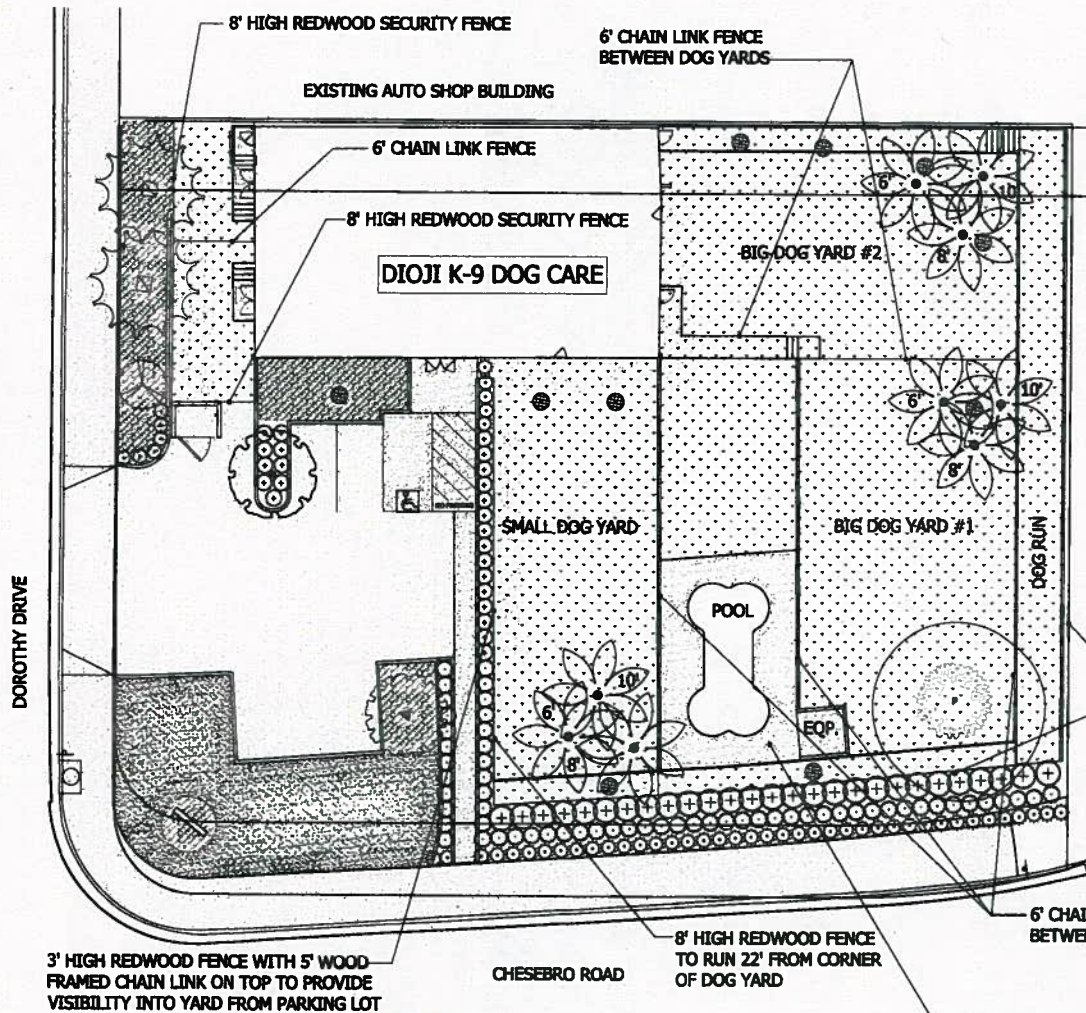 8' HIGH REDWOOD SECURITY FENCE
6' CHAIN LINK FENCE
BETWEEN DOG YARDS
EXISTING AUTO SHOP BUILDING
6' CHAIN LINK FENCE
8' HIGH REDWOOD SECURITY FENCE
DIOJI K-9 DOG CARE
BIG DOG YARD #2
6'
10'
8'
6'
10'
8'
SMALL DOG YARD
BIG DOG YARD #1
DOG RUN
POOL
DOROTHY DRIVE
10'
6'
8'
EQP.
6' CHAI
BETWEE
8' HIGH REDWOOD FENCE
TO RUN 22' FROM CORNER
OF DOG YARD
CHESEBRO ROAD
3' HIGH REDWOOD FENCE WITH 5' WOOD
FRAMED CHAIN LINK ON TOP TO PROVIDE
VISIBILITY INTO YARD FROM PARKING LOT